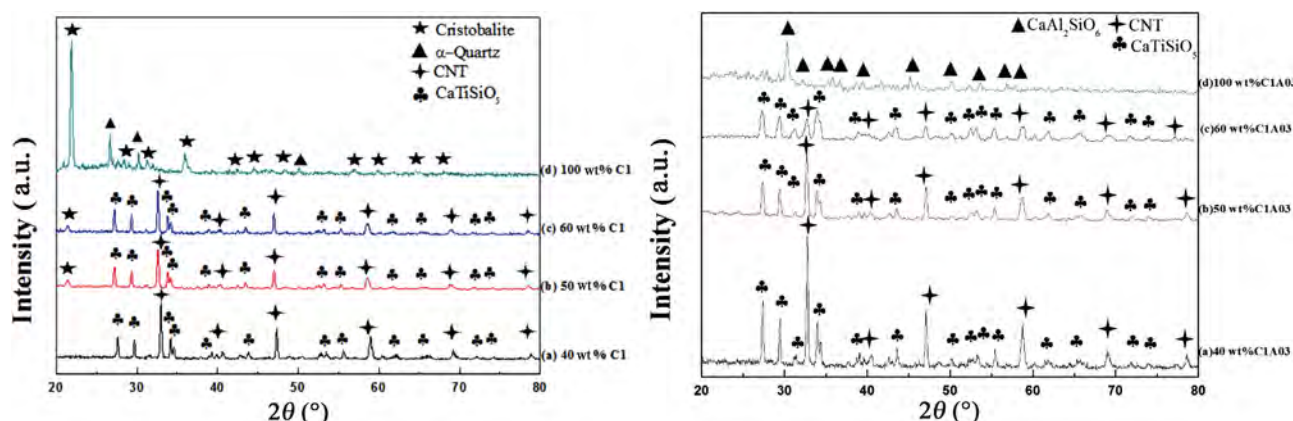 Intensity ( a.u. )
★ Cristobalite
▲ α-Quartz
✦ CNT
♣ CaTiSiO5
(d) 100 wt% C1
(c) 60 wt% C1
(b) 50 wt% C1
(a) 40 wt% C1
20 30 40 50 60 70 80
2θ (°)
Intensity (a.u.)
▲ CaAl2SiO6 ✦ CNT
♣ CaTiSiO5
(d)100 wt%C1A03
(c)60 wt%C1A03
(b)50 wt%C1A03
(a)40 wt%C1A03
20 30 40 50 60 70 80
2θ (°)